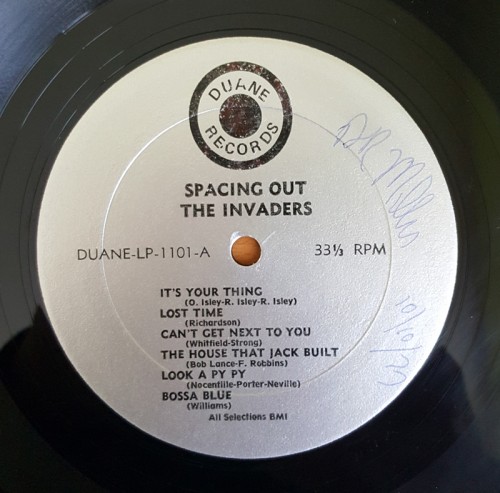 DUANE
RECORDS
SPACING OUT
THE INVADERS
DUANE-LP-1101-A
33⅓ RPM
IT'S YOUR THING
(O. Isley-R. Isley-R. Isley)
LOST TIME
(Richardson)
CAN'T GET NEXT TO YOU
(Whitfield-Strong)
THE HOUSE THAT JACK BUILT
(Bob Lance-F. Robbins)
LOOK A PY PY
(Nocentille-Porter-Neville)
BOSSA BLUE
(Williams)
All Selections BMI